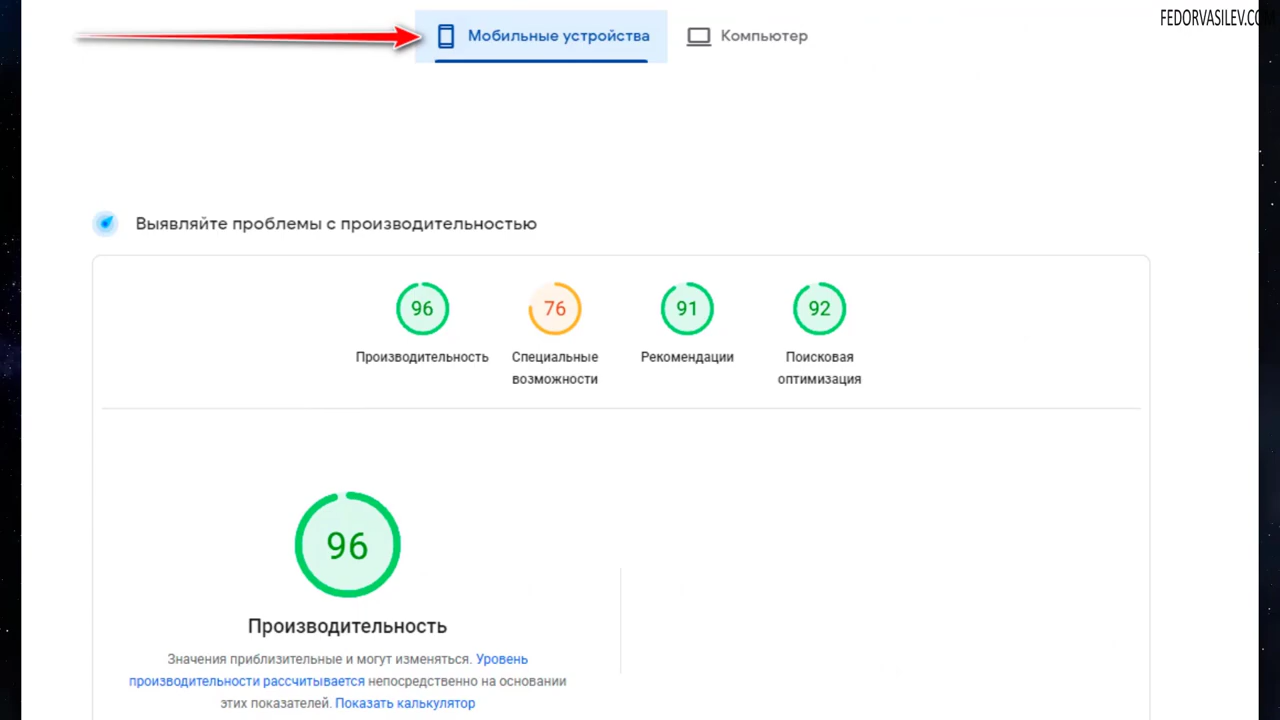 FEDORVASILEV.CO
Мобильные устройства
Компьютер
Выявляйте проблемы с производительностью
96
76
91
92
Производительность
Специальные возможности
Рекомендации
Поисковая оптимизация
96
Производительность
Значения приблизительные и могут изменяться. Уровень
производительности рассчитывается непосредственно на основании
этих показателей. Показать калькулятор